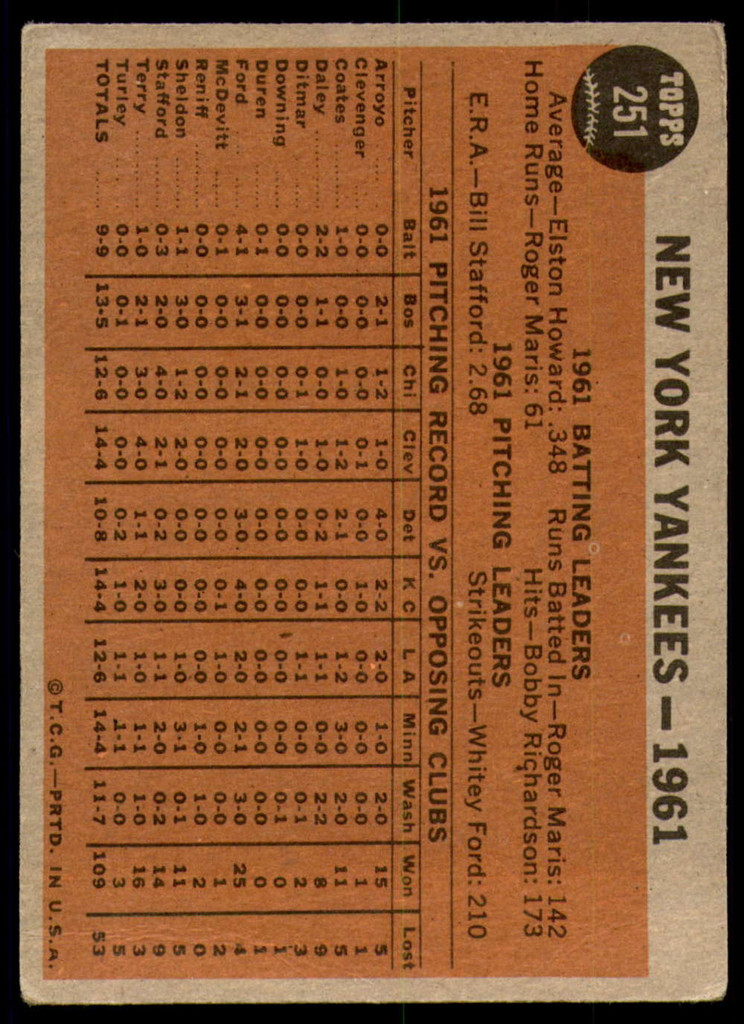 TOPPS
251
NEW YORK YANKEES—1961
1961 BATTING LEADERS
Average—Elston Howard: .348 Runs Batted In—Roger Maris: 142
Home Runs—Roger Maris: 61 Hits—Bobby Richardson: 173
1961 PITCHING LEADERS
E.R.A.—Bill Stafford: 2.68 Strikeouts—Whitey Ford: 210
1961 PITCHING RECORD VS. OPPOSING CLUBS
Pitcher Balt Bos Chi Clev Det K C L A Minn Wash Won Lost
Arroyo .... 0-0 2-1 1-2 1-0 4-0 2-2 2-0 1-0 2-0 15 5
Clevenger .... 0-0 0-0 0-0 0-1 0-0 1-0 0-0 0-0 0-0 1 1
Coates .... 1-0 0-0 1-0 1-2 2-1 0-0 1-2 3-0 2-0 11 5
Daley .... 2-2 1-1 0-0 1-0 0-2 1-1 1-1 0-0 2-2 8 9
Ditmar .... 0-0 0-0 0-1 1-0 0-0 0-0 1-1 0-0 0-1 2 3
Downing .... 0-0 0-0 0-0 0-0 0-0 0-0 0-0 0-0 0-1 0 1
Duren .... 0-1 0-0 0-0 0-0 0-0 0-0 0-0 0-0 0-0 0 1
Ford .... 4-1 3-1 2-1 2-0 3-0 4-0 2-0 2-1 3-0 25 4
McDevitt .... 0-1 0-0 0-0 0-0 0-0 0-1 1-0 0-0 0-0 1 2
Reniff .... 0-0 0-0 0-0 0-0 0-0 0-0 0-0 1-0 1-0 2 0
Sheldon .... 1-1 3-0 1-2 2-0 0-0 0-0 1-0 3-1 0-1 11 5
Stafford .... 0-3 2-0 4-0 2-1 0-2 3-0 1-1 2-0 0-2 14 9
Terry .... 1-0 2-1 3-0 4-0 1-1 2-0 1-0 1-1 1-0 16 3
Turley .... 0-0 0-1 0-0 0-0 0-2 1-0 1-1 1-1 0-0 3 5
TOTALS .... 9-9 13-5 12-6 14-4 10-8 14-4 12-6 14-4 11-7 109 53
© T.C.G.—PRTD. IN U.S.A.